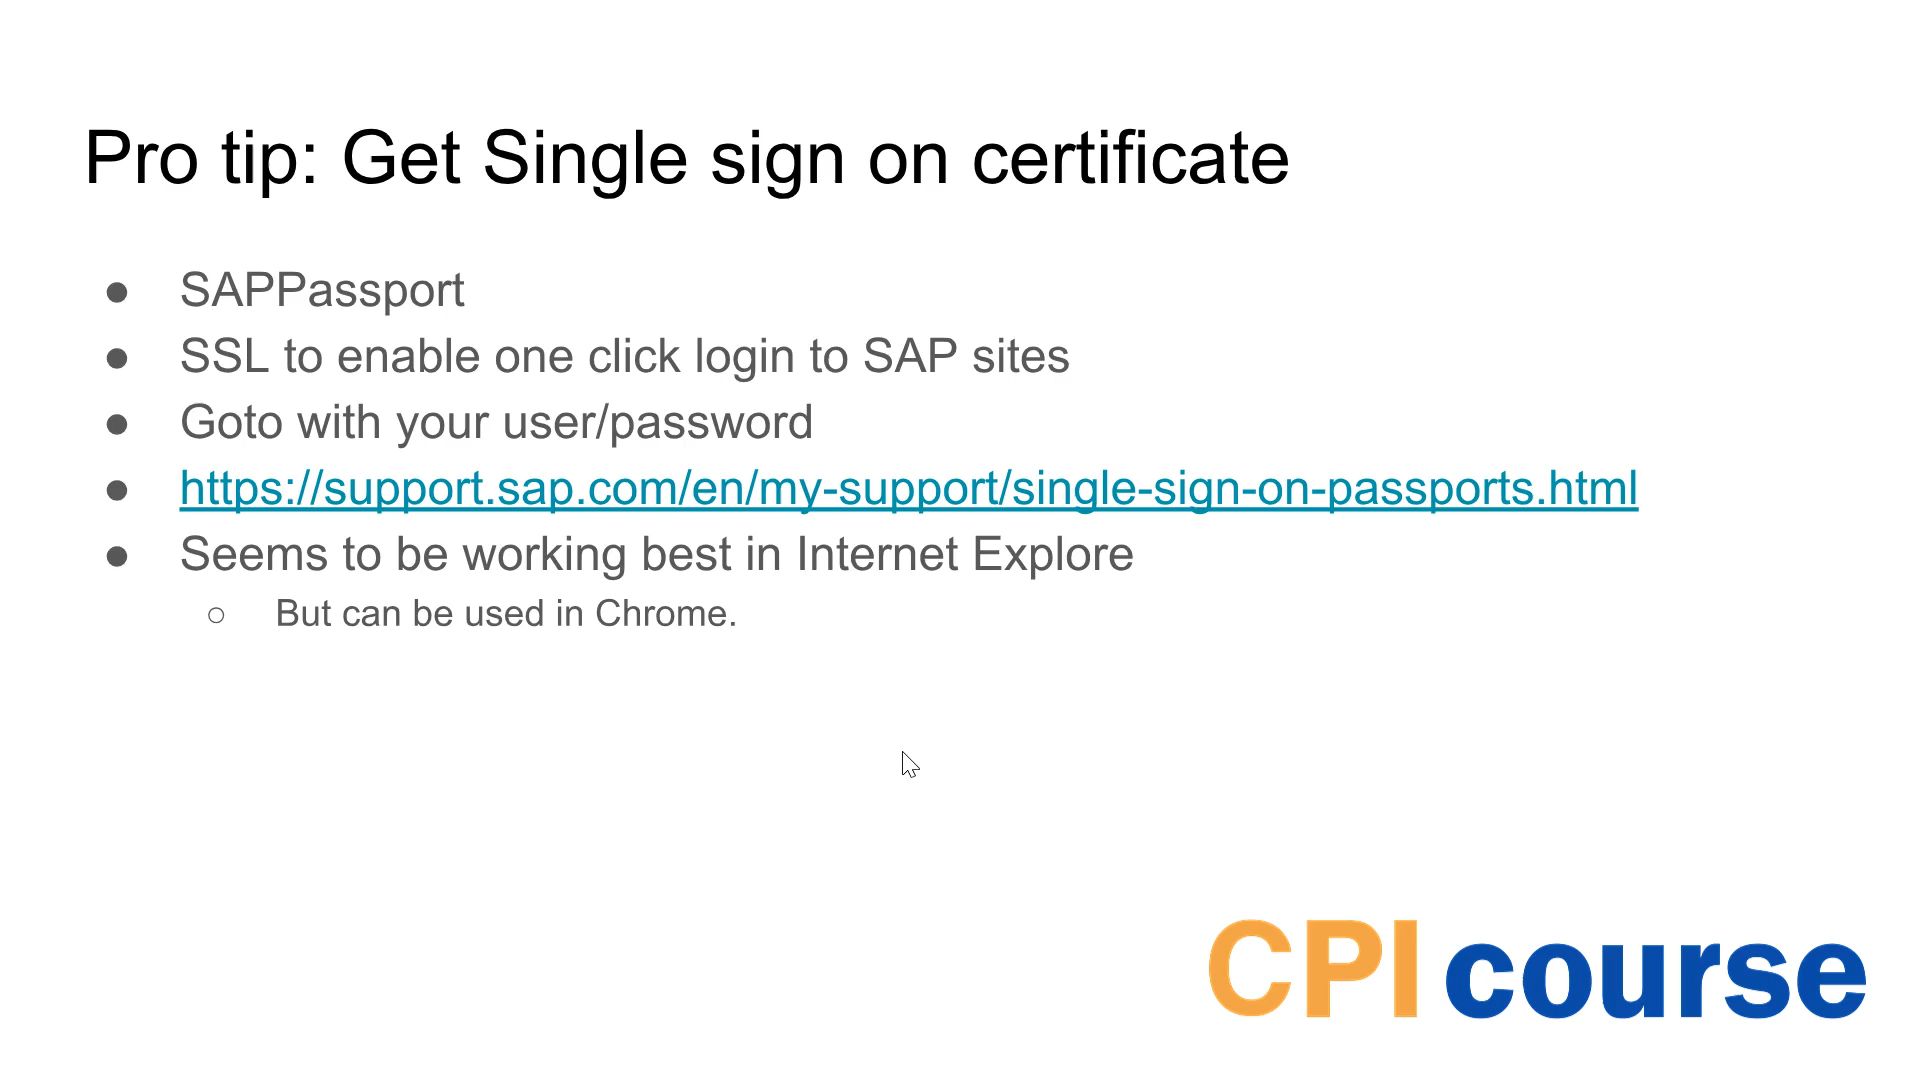 Pro tip: Get Single sign on certificate
● SAPPassport
● SSL to enable one click login to SAP sites
● Goto with your user/password
● https://support.sap.com/en/my-support/single-sign-on-passports.html
● Seems to be working best in Internet Explore
○ But can be used in Chrome.
CPI course